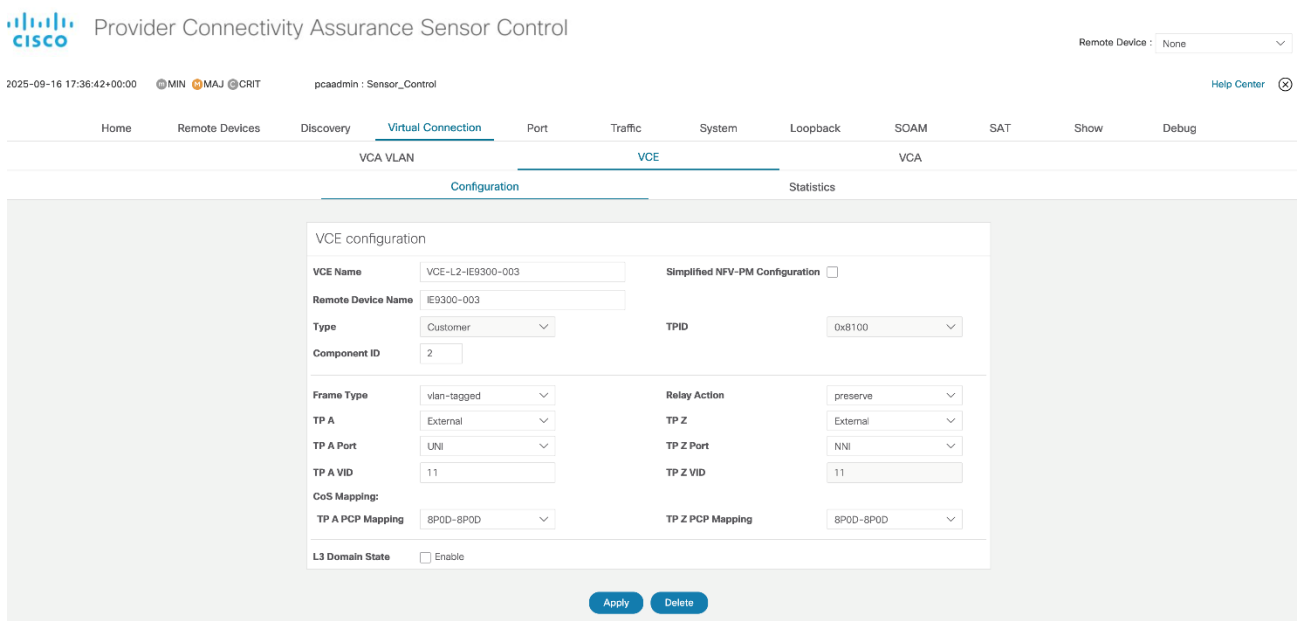 CISCO Provider Connectivity Assurance Sensor Control
Remote Device : None
2025-09-16 17:36:42+00:00 m MIN M MAJ C CRIT pcaadmin : Sensor_Control Help Center
Home Remote Devices Discovery Virtual Connection Port Traffic System Loopback SOAM SAT Show Debug
VCA VLAN VCE VCA
Configuration Statistics
VCE configuration
VCE Name VCE-L2-IE9300-003 Simplified NFV-PM Configuration
Remote Device Name IE9300-003
Type Customer TPID 0x8100
Component ID 2
Frame Type vlan-tagged Relay Action preserve
TP A External TP Z External
TP A Port UNI TP Z Port NNI
TP A VID 11 TP Z VID 11
CoS Mapping:
TP A PCP Mapping 8P0D-8P0D TP Z PCP Mapping 8P0D-8P0D
L3 Domain State Enable
Apply Delete